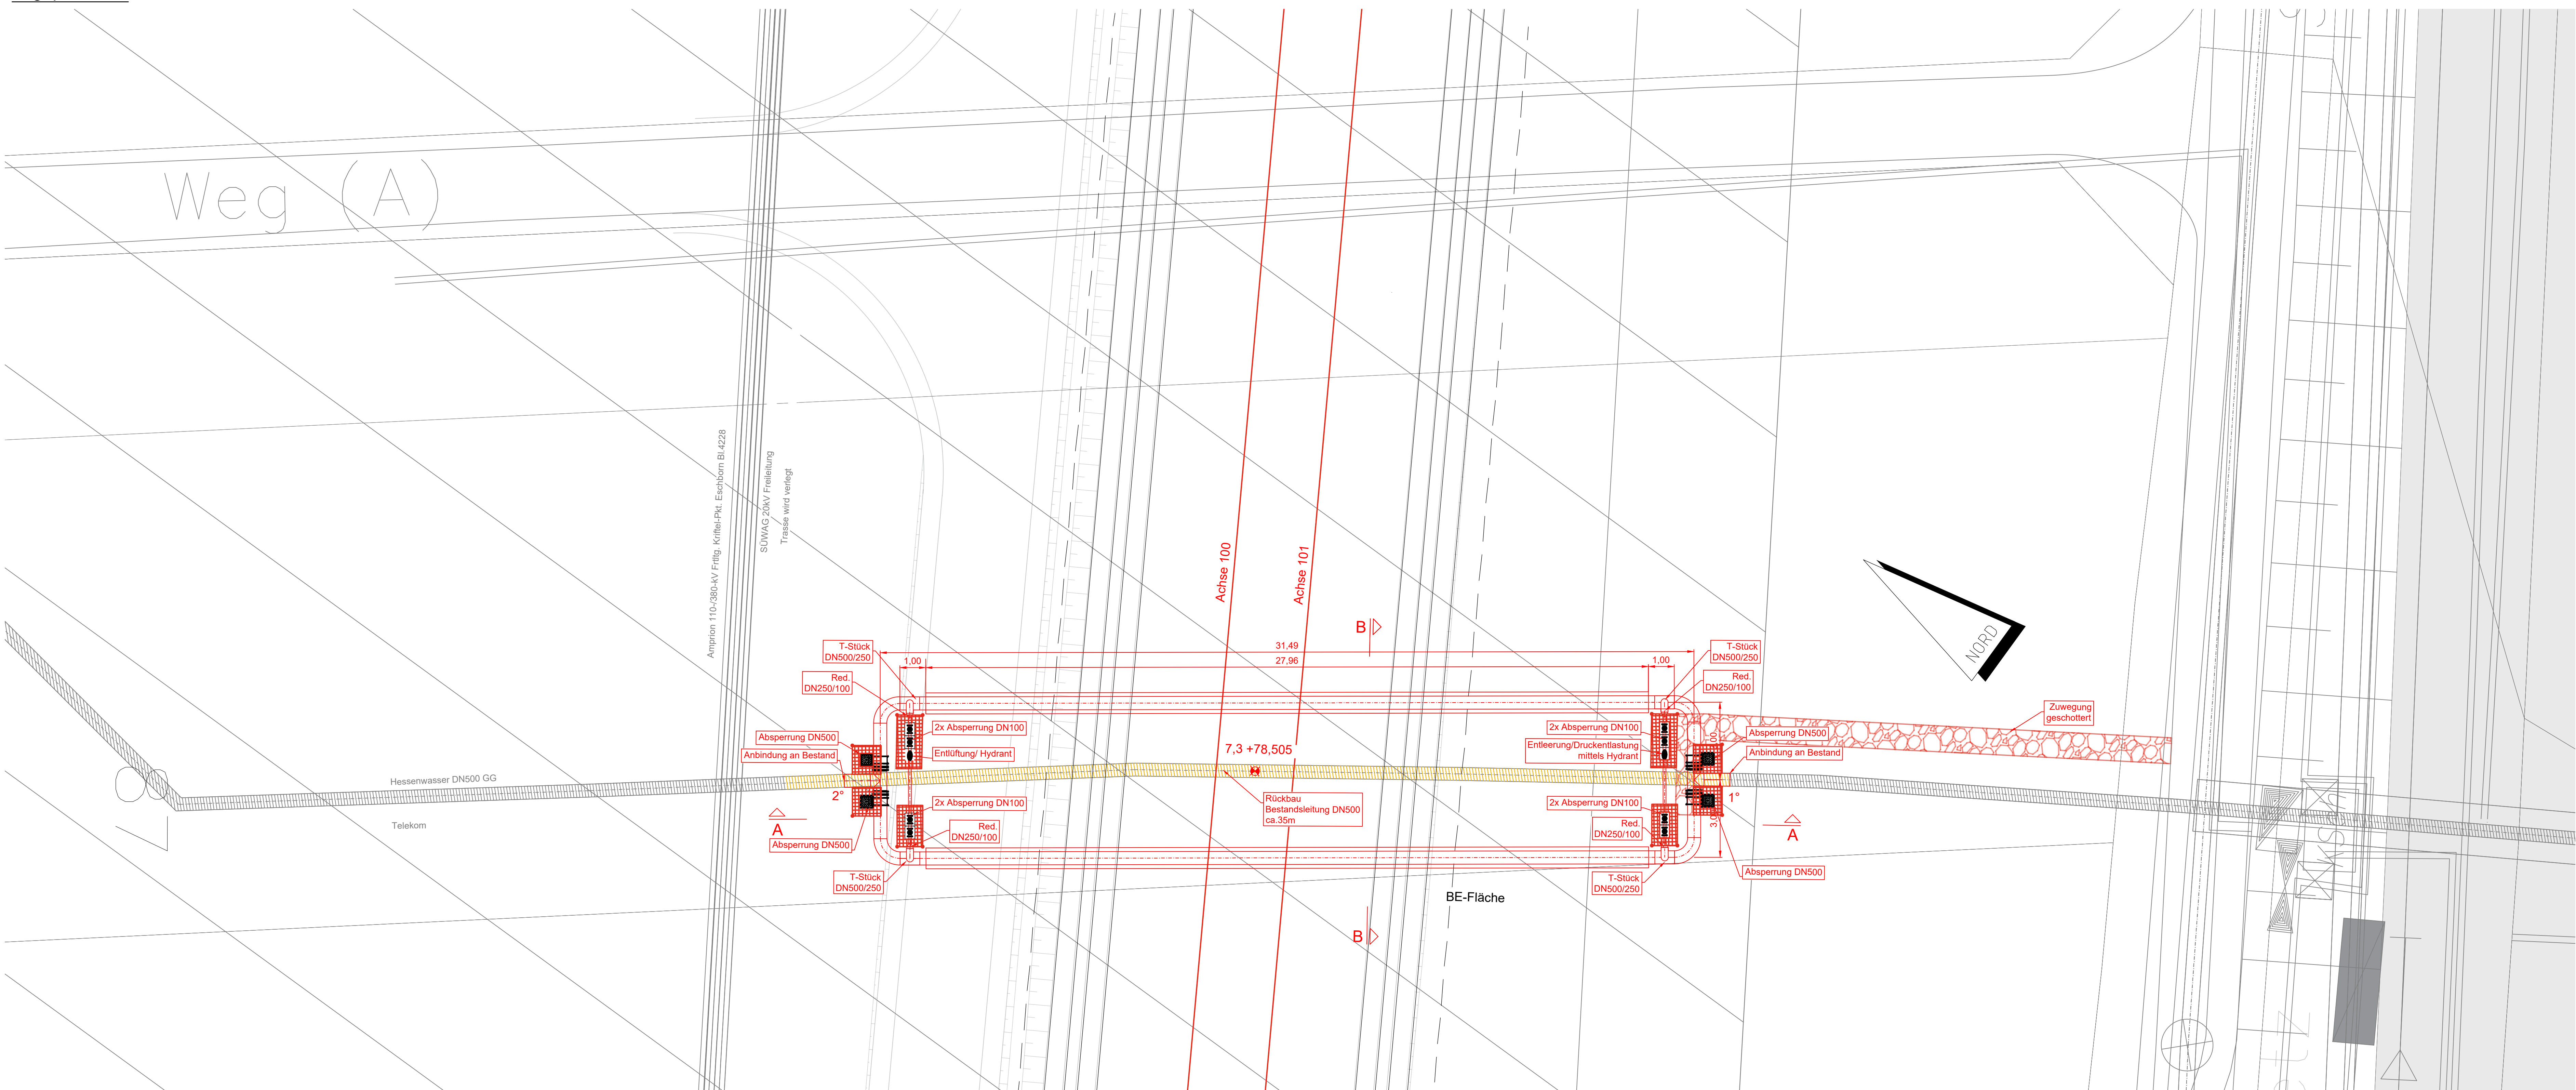 Weg (A)
Amprion 110-/380-kV Frltlg. Kriftel-Pkt. Eschborn Bl.4228
SÜWAG 20kV Freileitung
Trasse wird verlegt
Achse 100
Achse 101
B
NORD
31,49
1,00
27,96
1,00
T-Stück
DN500/250
T-Stück
DN500/250
Red.
DN250/100
Red.
DN250/100
Zuwegung
geschottert
2x Absperrung DN100
2x Absperrung DN100
Absperrung DN500
Absperrung DN500
Anbindung an Bestand
Entlüftung/ Hydrant
7,3 +78,505
Entleerung/Druckentlastung
mittels Hydrant
Anbindung an Bestand
Hessenwasser DN500 GG
Telekom
2°
1°
Rückbau
Bestandsleitung DN500
ca.35m
2x Absperrung DN100
2x Absperrung DN100
A
A
Red.
DN250/100
Red.
DN250/100
Absperrung DN500
T-Stück
DN500/250
T-Stück
DN500/250
Absperrung DN500
BE-Fläche
B